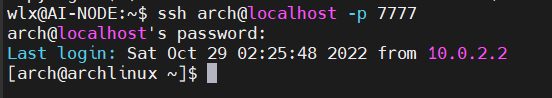 wlx@AI-NODE:~$ ssh arch@localhost -p 7777
arch@localhost's password:
Last login: Sat Oct 29 02:25:48 2022 from 10.0.2.2
[arch@archlinux ~]$